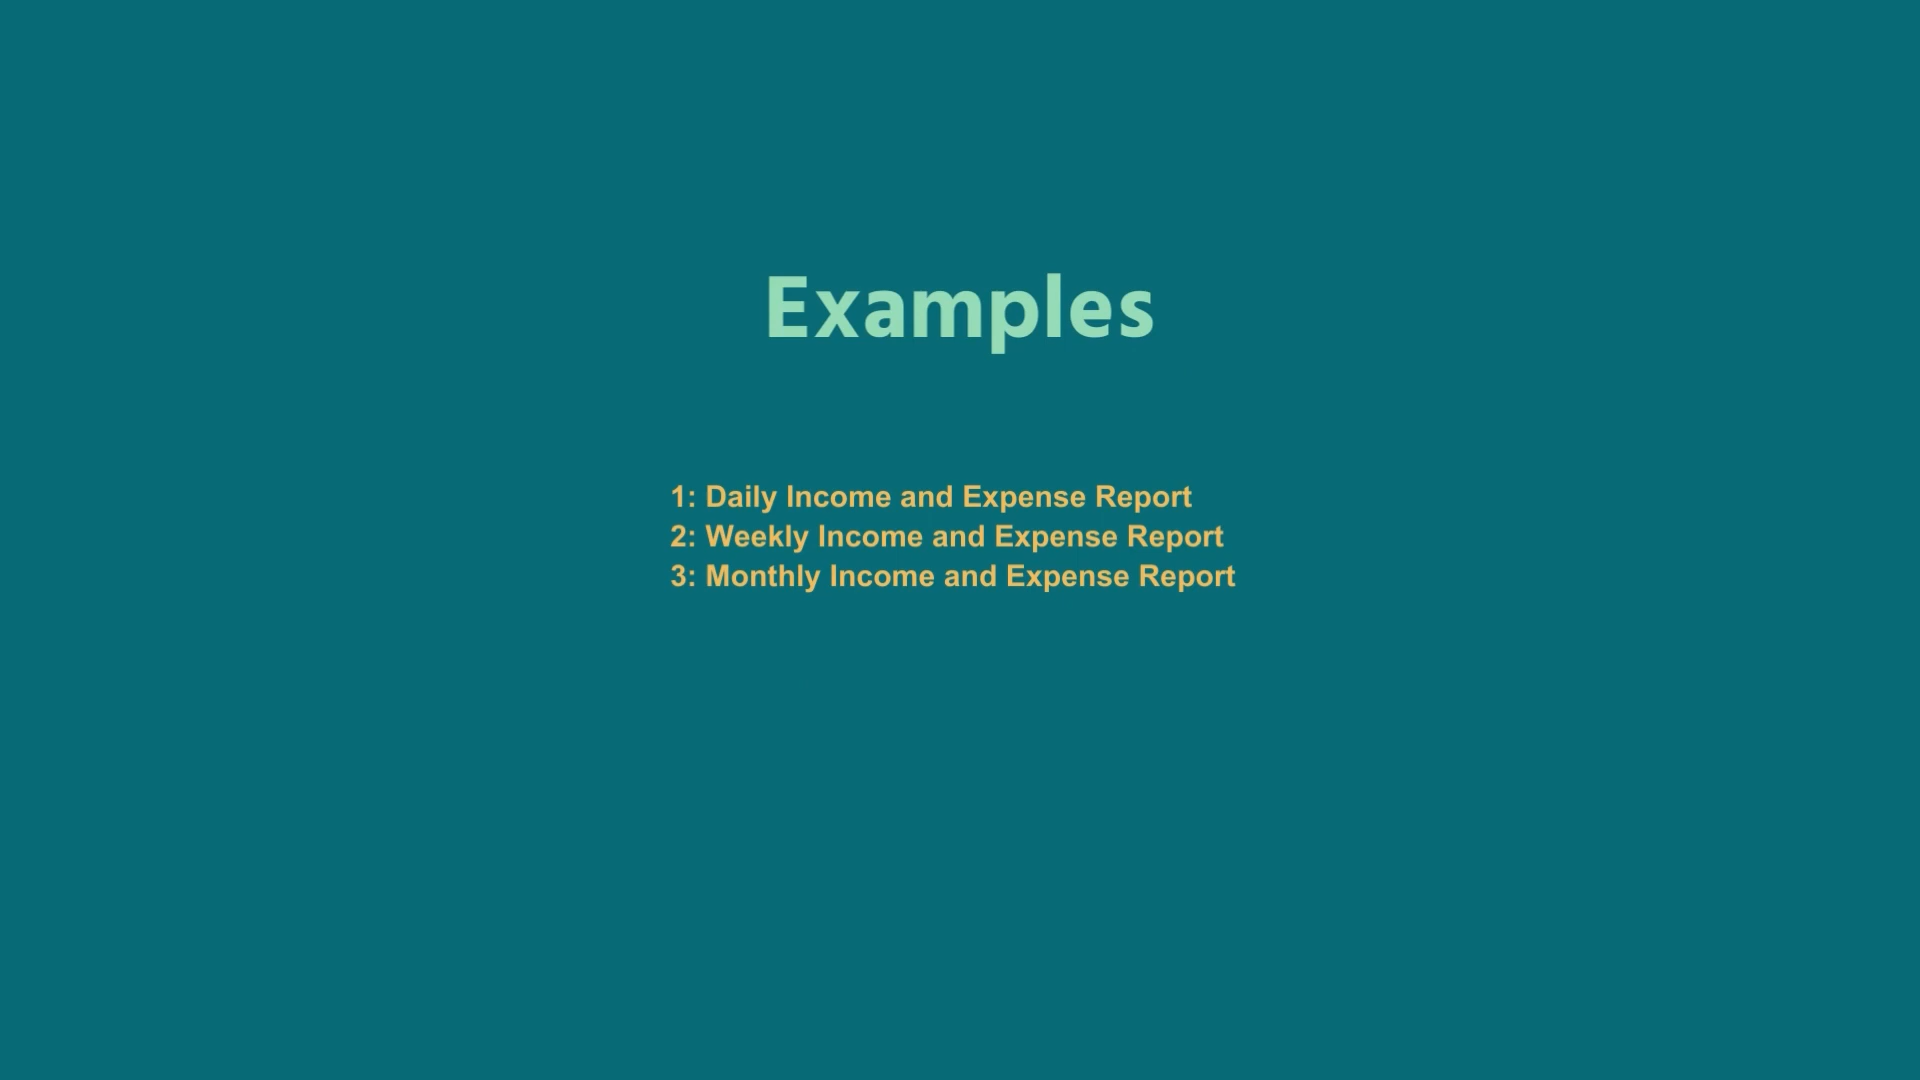 Examples
1: Daily Income and Expense Report
2: Weekly Income and Expense Report
3: Monthly Income and Expense Report